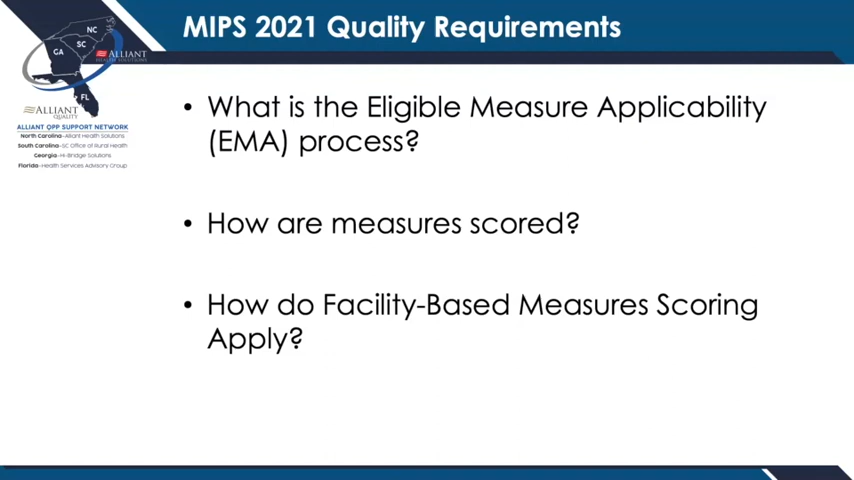 MIPS 2021 Quality Requirements
NC
SC
GA
ALLIANT
HEALTH SOLUTIONS
FL
ALLIANT
QUALITY
ALLIANT QPP SUPPORT NETWORK
North Carolina–Alliant Health Solutions
South Carolina–SC Office of Rural Health
Georgia–Hi-Bridge Solutions
Florida–Health Services Advisory Group
• What is the Eligible Measure Applicability
(EMA) process?
• How are measures scored?
• How do Facility-Based Measures Scoring
Apply?